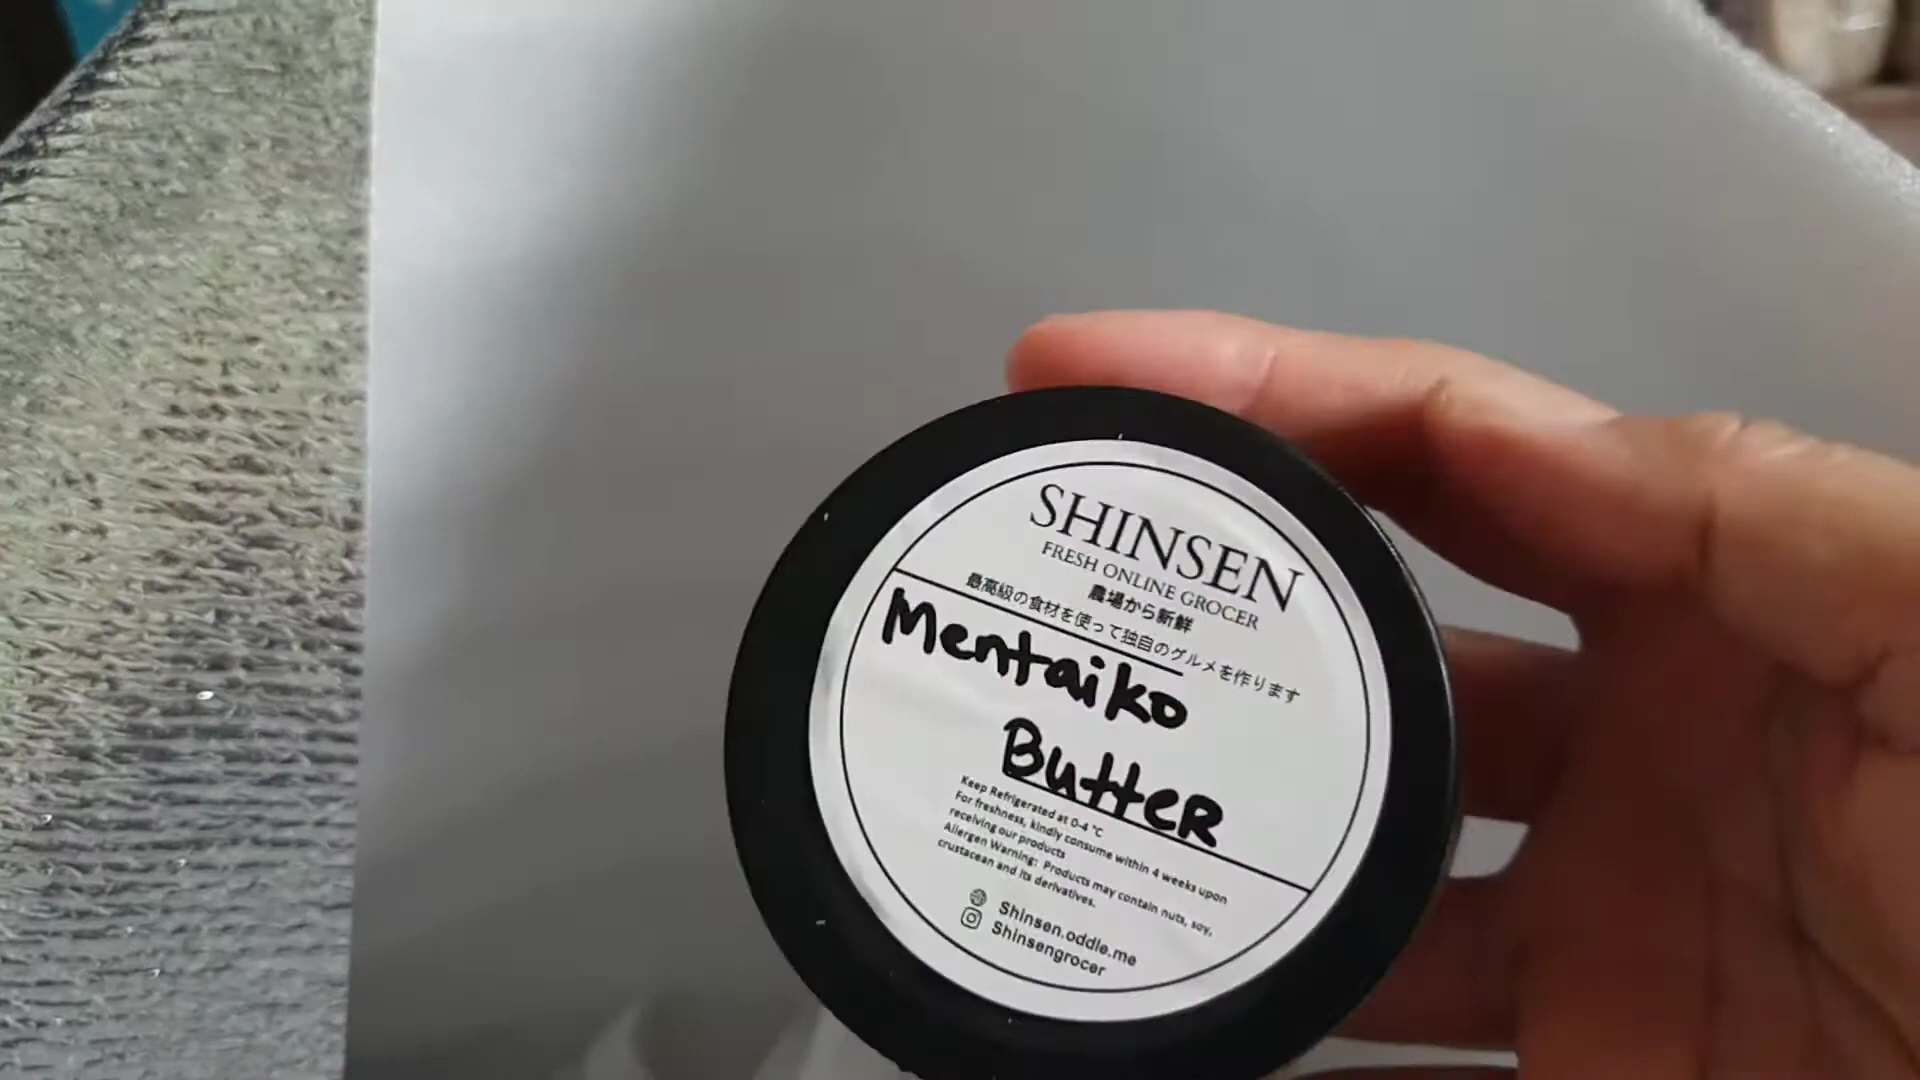 SHINSEN
FRESH ONLINE GROCER
農場から新鮮
最高級の食材を使って独自のグルメを作ります
Mentaiko
Butter
Keep Refrigerated at 0-4 °C
For freshness, kindly consume within 4 weeks upon
receiving our products
Allergen Warning: Products may contain nuts, soy,
crustacean and its derivatives.
Shinsen.oddle.me
Shinsengrocer